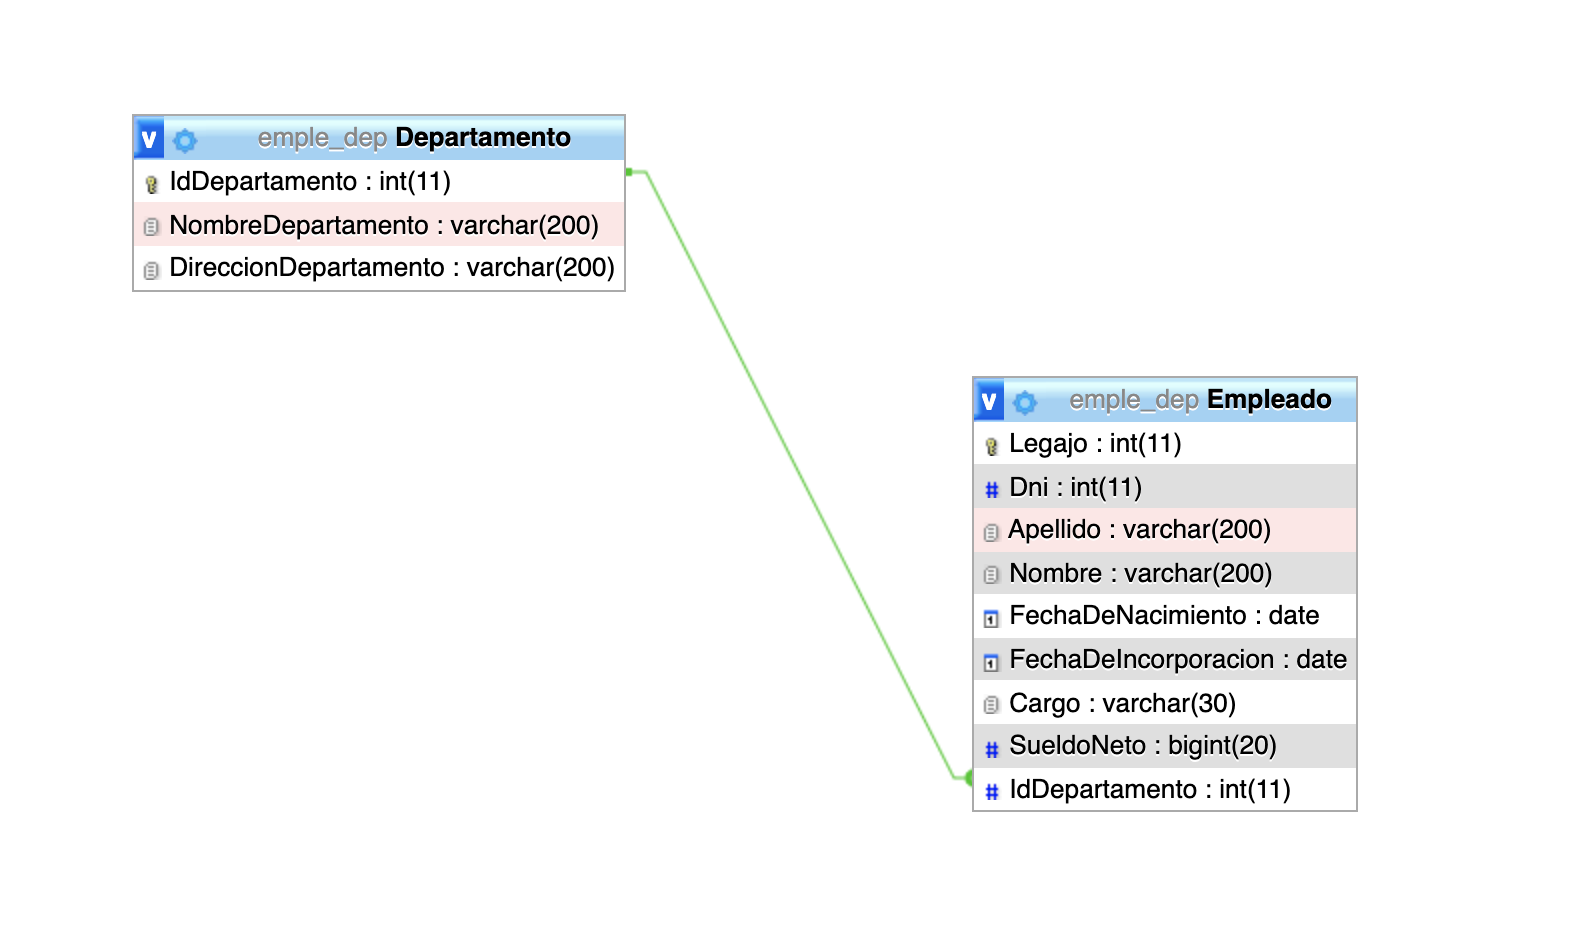 v emple_dep Departamento
IdDepartamento : int(11)
NombreDepartamento : varchar(200)
DireccionDepartamento : varchar(200)
v emple_dep Empleado
Legajo : int(11)
# Dni : int(11)
Apellido : varchar(200)
Nombre : varchar(200)
FechaDeNacimiento : date
FechaDeIncorporacion : date
Cargo : varchar(30)
# SueldoNeto : bigint(20)
# IdDepartamento : int(11)